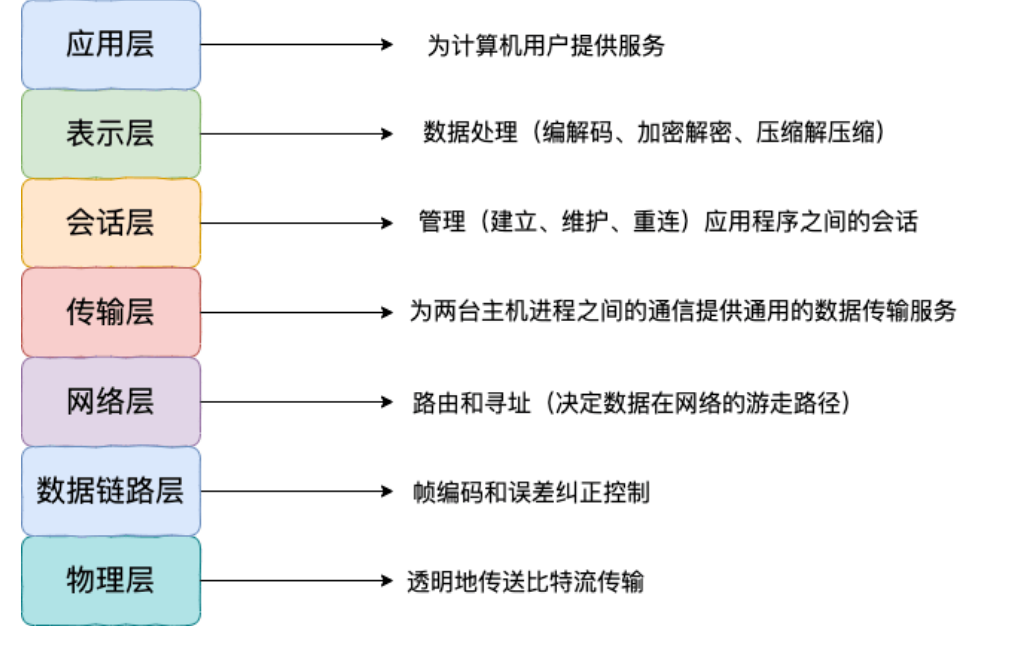 应用层
为计算机用户提供服务
表示层
数据处理（编解码、加密解密、压缩解压缩）
会话层
管理（建立、维护、重连）应用程序之间的会话
传输层
为两台主机进程之间的通信提供通用的数据传输服务
网络层
路由和寻址（决定数据在网络的游走路径）
数据链路层
帧编码和误差纠正控制
物理层
透明地传送比特流传输